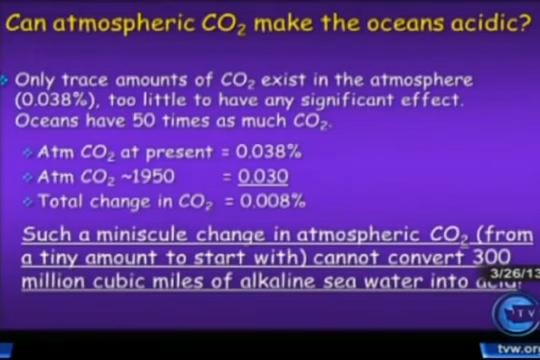 Can atmospheric CO₂ make the oceans acidic?
Only trace amounts of CO₂ exist in the atmosphere
(0.038%), too little to have any significant effect.
Oceans have 50 times as much CO₂.
Atm CO₂ at present = 0.038%
Atm CO₂ ~1950 = 0.030
Total change in CO₂ = 0.008%
Such a miniscule change in atmospheric CO₂ (from
a tiny amount to start with) cannot convert 300
million cubic miles of alkaline sea water into
3/26/13
TV
tvw.or